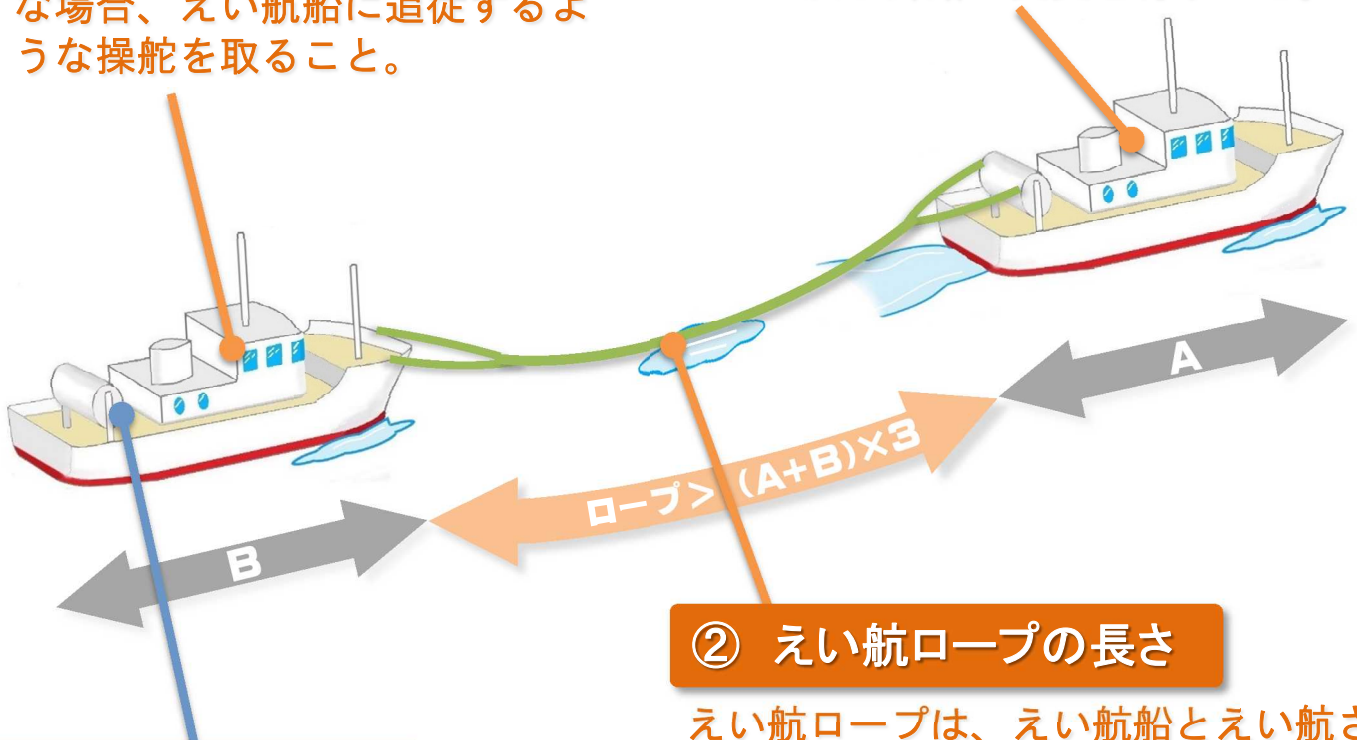 な場合、えい航船に追従するよ
うな操舵を取ること。
A
ロープ＞（A+B)×3
B
② えい航ロープの長さ
えい航ロープは、えい航船とえい航さ